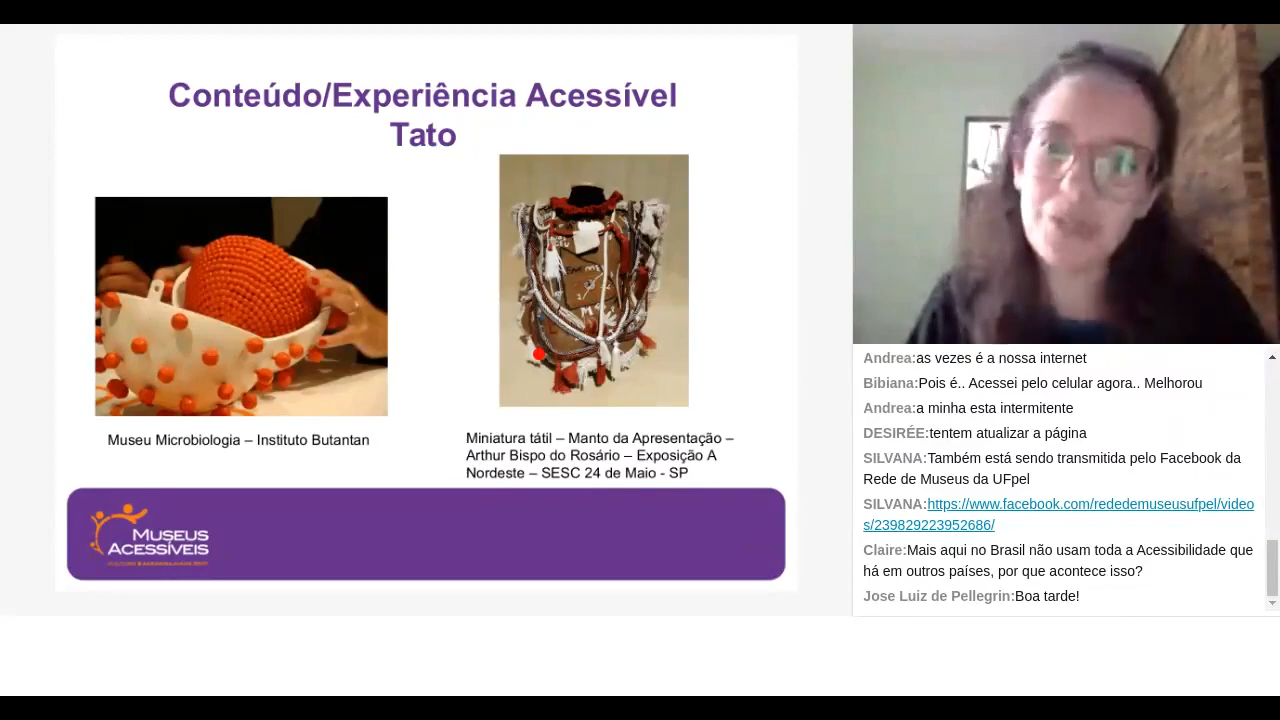 Conteúdo/Experiência Acessível
Tato
Museu Microbiologia – Instituto Butantan
Miniatura tátil – Manto da Apresentação –
Arthur Bispo do Rosário – Exposição A
Nordeste – SESC 24 de Maio - SP
MUSEUS
ACESSÍVEIS
Andrea:as vezes é a nossa internet
Bibiana:Pois é.. Acessei pelo celular agora.. Melhorou
Andrea:a minha esta intermitente
DESIRÉE:tentem atualizar a página
SILVANA:Também está sendo transmitida pelo Facebook da
Rede de Museus da UFpel
SILVANA:https://www.facebook.com/rededemuseusufpel/video
s/239829223952686/
Claire:Mais aqui no Brasil não usam toda a Acessibilidade que
há em outros países, por que acontece isso?
Jose Luiz de Pellegrin:Boa tarde!